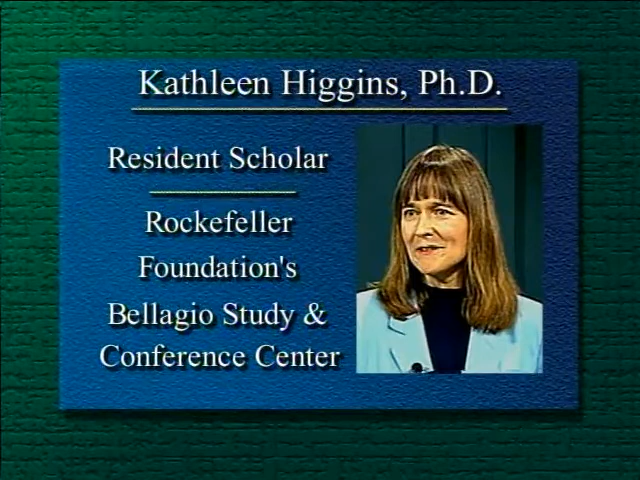 Kathleen Higgins, Ph.D.
Resident Scholar
Rockefeller
Foundation's
Bellagio Study &
Conference Center